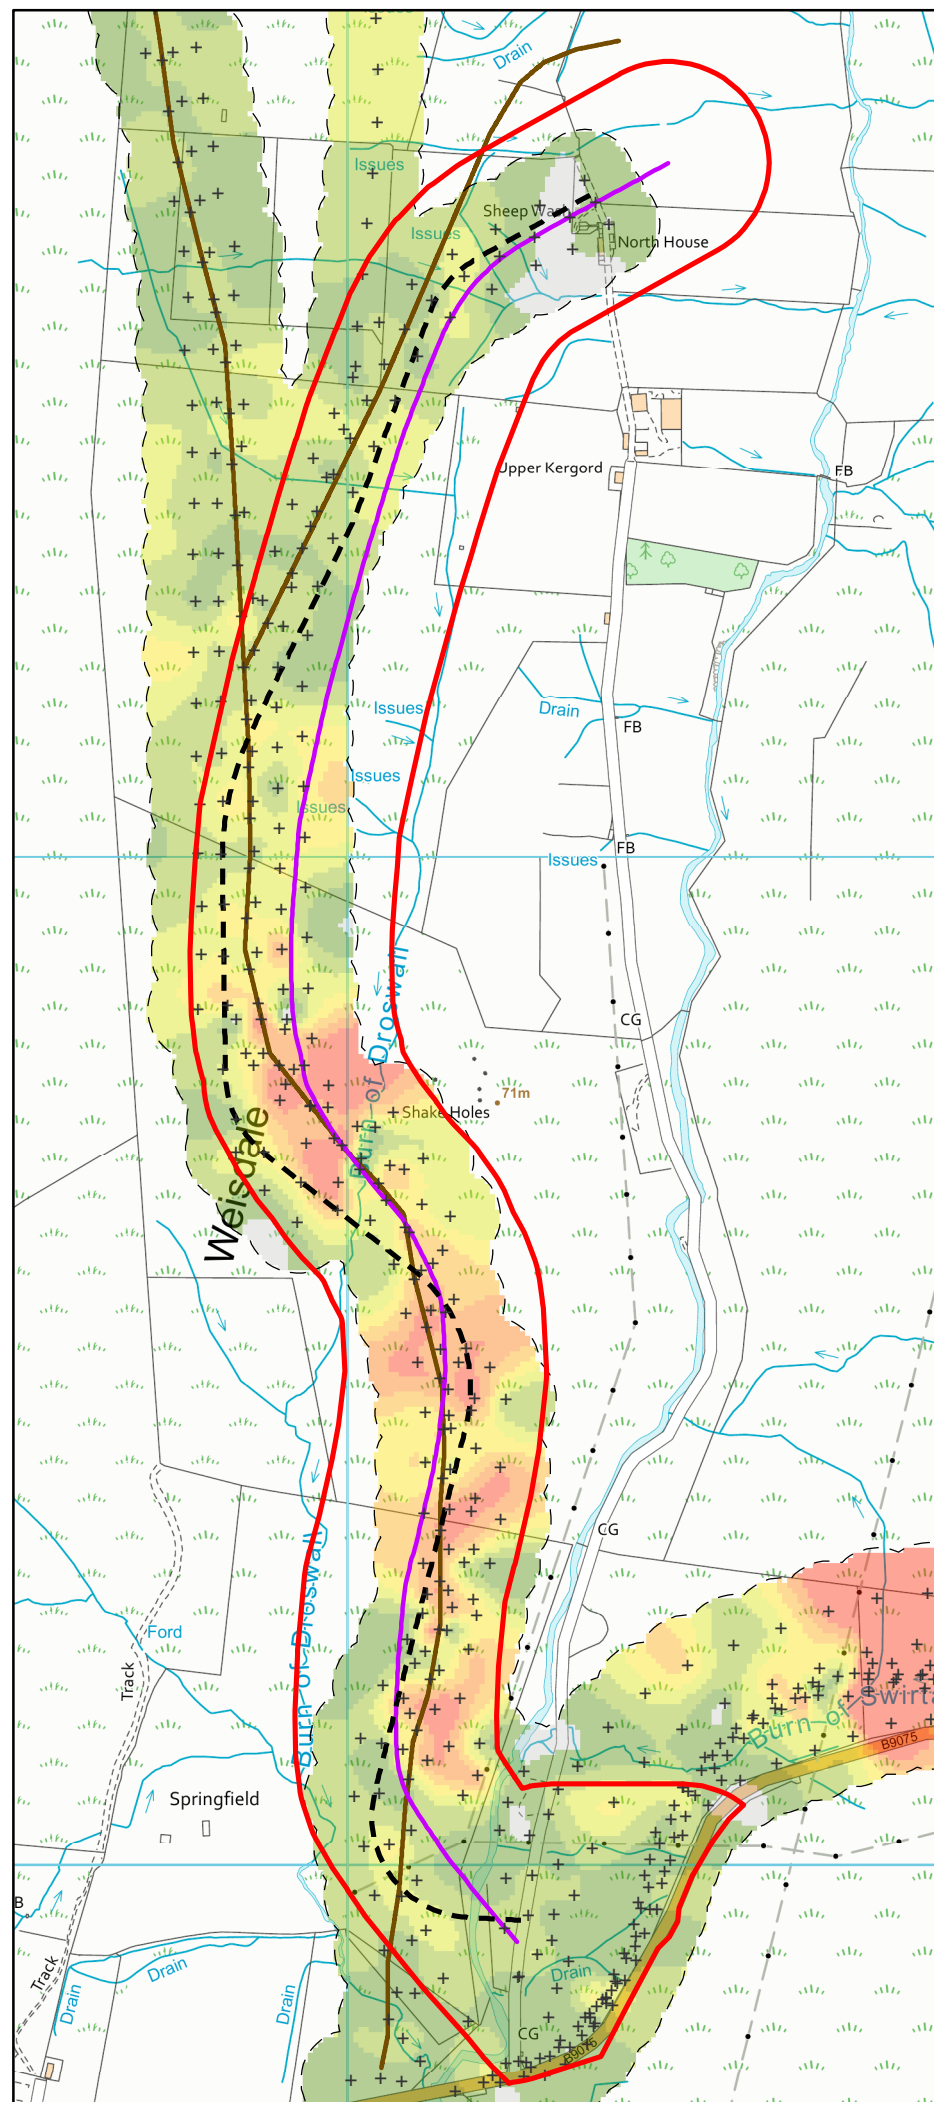 Issues
Drain
Issues
Sheep Wash
Issues
North House
Upper Kergord
FB
Issues
Drain
FB
Issues
Issues
FB
Issues
Burn of Droswall
CG
71m
Shake Holes
Weisdale
CG
Burn of Droswall
Ford
Track
Burn of Swirta
B9075
Springfield
B
Track
Drain
Drain
Drain
Drain
CG
B9075